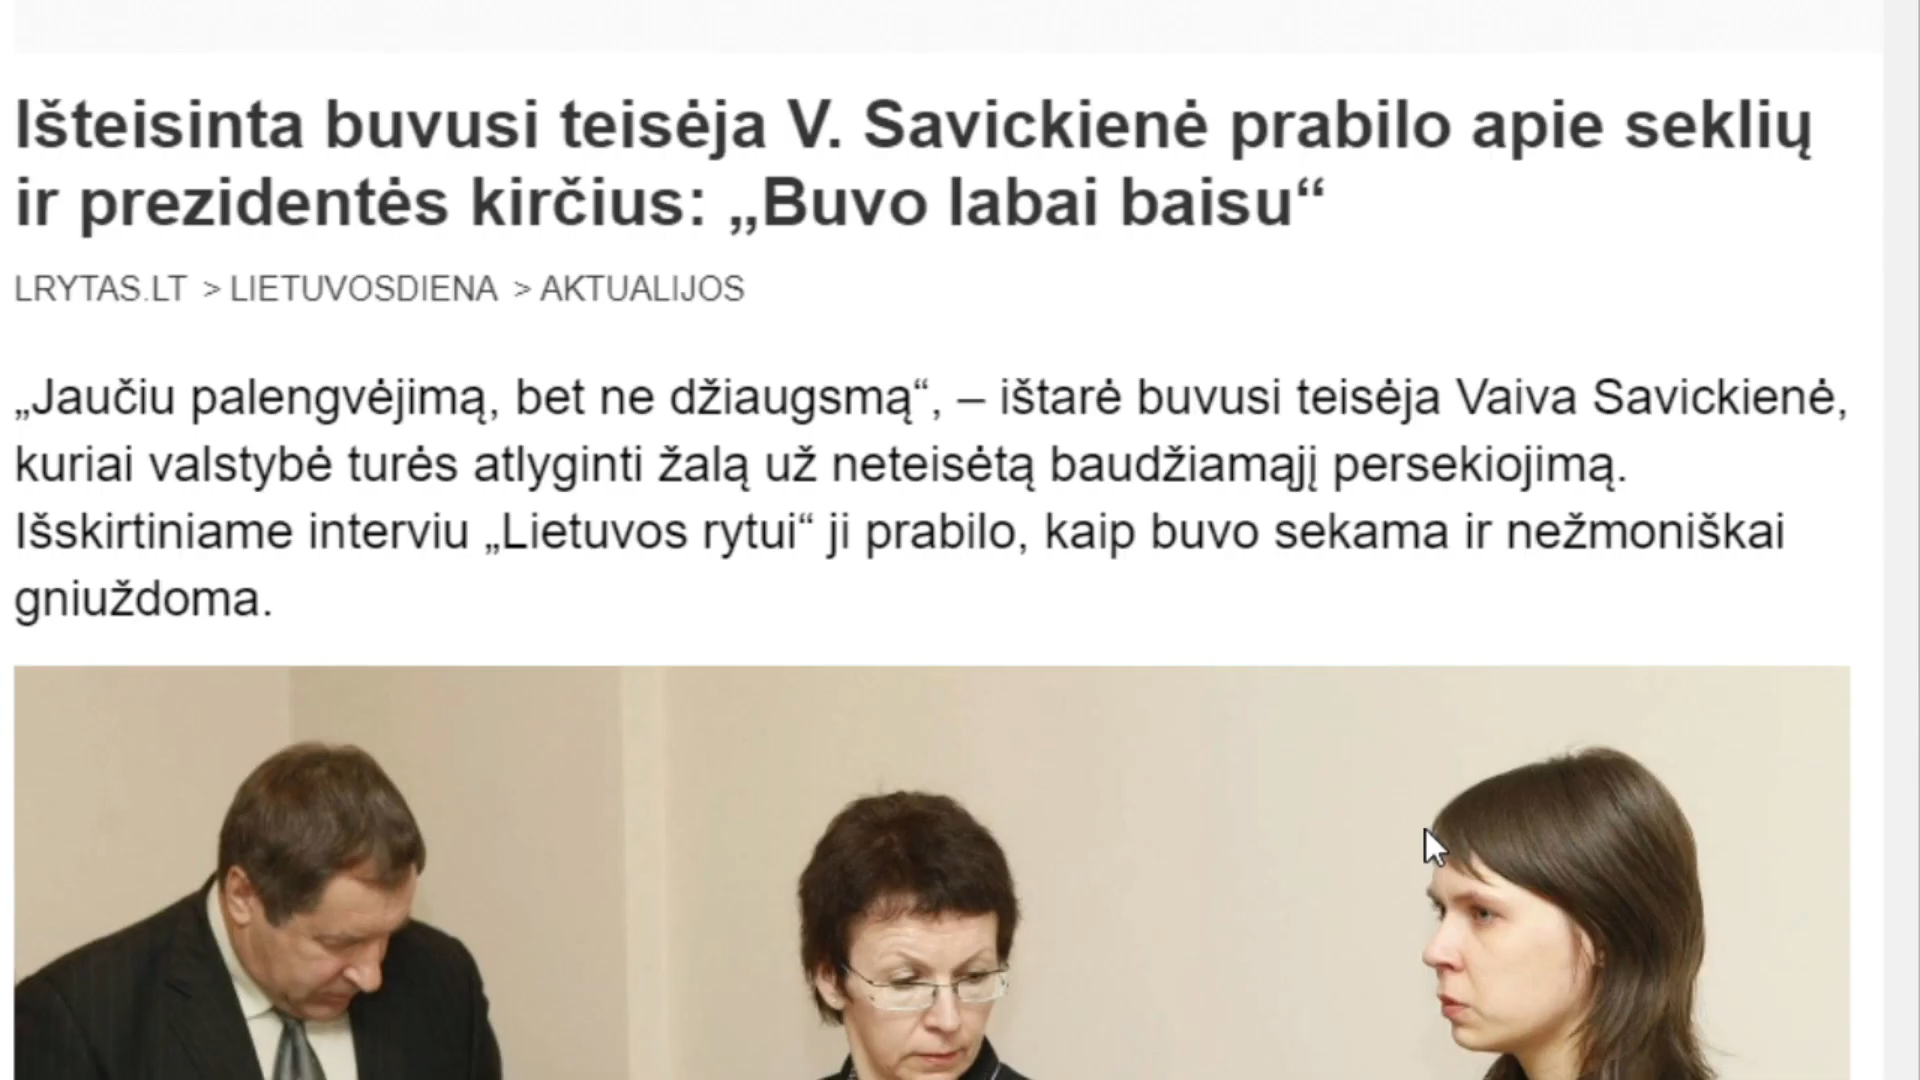 Išteisinta buvusi teisėja V. Savickienė prabilo apie seklių
ir prezidentės kirčius: „Buvo labai baisu“
LRYTAS.LT > LIETUVOSDIENA > AKTUALIJOS
„Jaučiu palengvėjimą, bet ne džiaugsmą“, – ištarė buvusi teisėja Vaiva Savickienė,
kuriai valstybė turės atlyginti žalą už neteisėtą baudžiamąjį persekiojimą.
Išskirtiniame interviu „Lietuvos rytui“ ji prabilo, kaip buvo sekama ir nežmoniškai
gniuždoma.